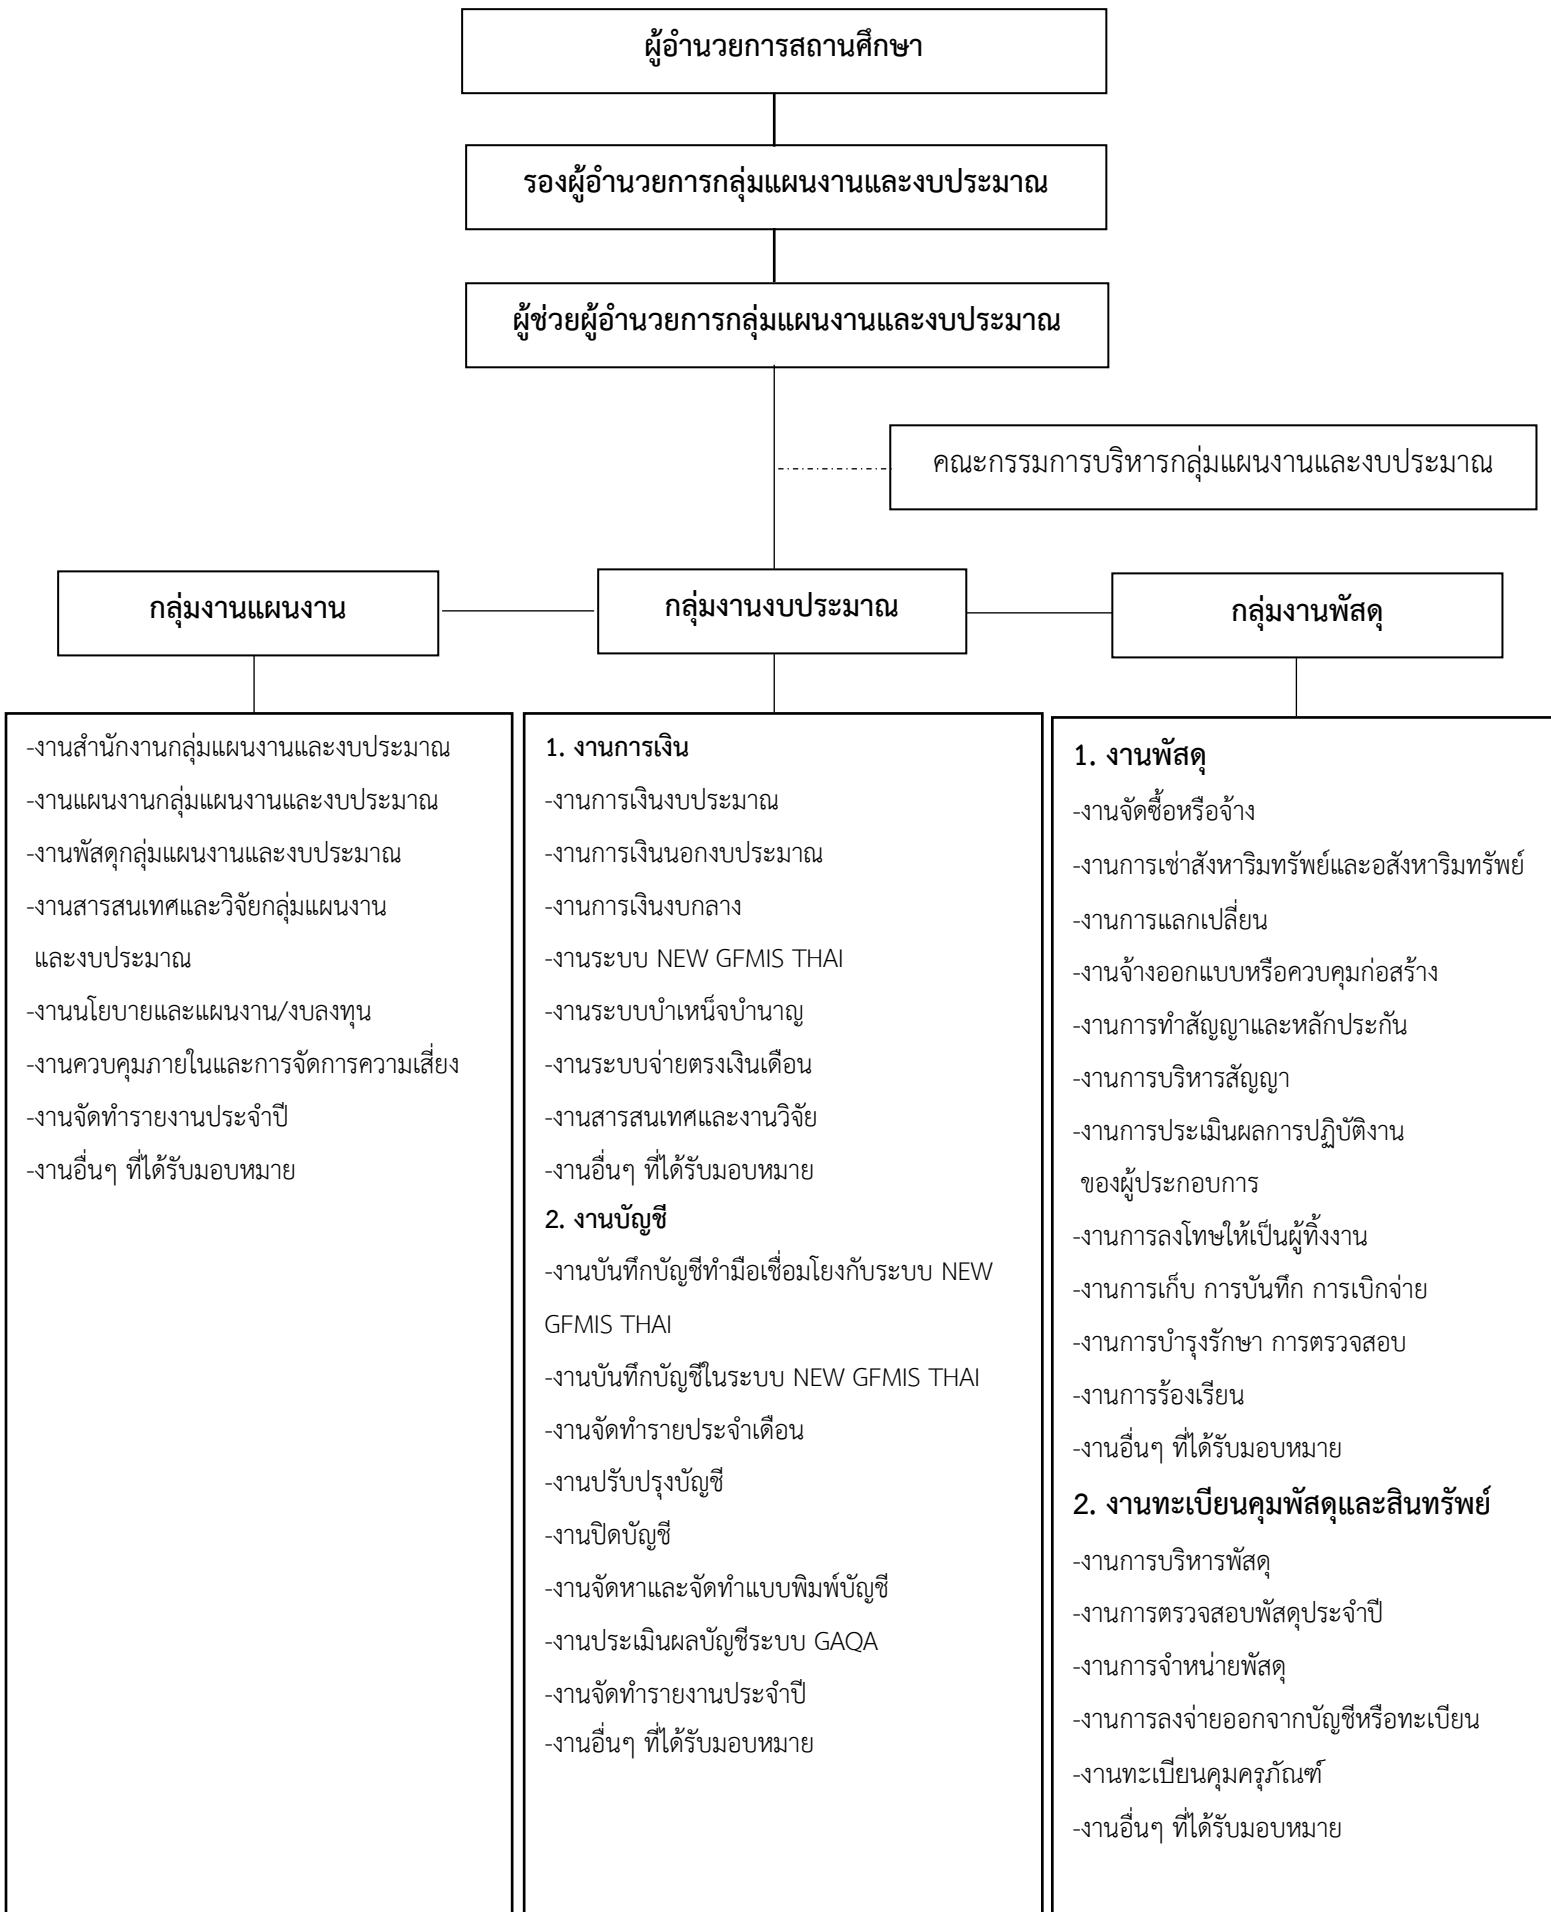 ผู้อำนวยการสถานศึกษา
รองผู้อำนวยการกลุ่มแผนงานและงบประมาณ
ผู้ช่วยผู้อำนวยการกลุ่มแผนงานและงบประมาณ
คณะกรรมการบริหารกลุ่มแผนงานและงบประมาณ
กลุ่มงานแผนงาน
กลุ่มงานงบประมาณ
กลุ่มงานพัสดุ
-งานสำนักงานกลุ่มแผนงานและงบประมาณ
-งานแผนงานกลุ่มแผนงานและงบประมาณ
-งานพัสดุกลุ่มแผนงานและงบประมาณ
-งานสารสนเทศและวิจัยกลุ่มแผนงาน
และงบประมาณ
-งานนโยบายและแผนงาน/งบลงทุน
-งานควบคุมภายในและการจัดการความเสี่ยง
-งานจัดทำรายงานประจำปี
-งานอื่นๆ ที่ได้รับมอบหมาย
1. งานการเงิน
-งานการเงินงบประมาณ
-งานการเงินนอกงบประมาณ
-งานการเงินงบกลาง
-งานระบบ NEW GFMIS THAI
-งานระบบบำเหน็จบำนาญ
-งานระบบจ่ายตรงเงินเดือน
-งานสารสนเทศและงานวิจัย
-งานอื่นๆ ที่ได้รับมอบหมาย
2. งานบัญชี
-งานบันทึกบัญชีทำมือเชื่อมโยงกับระบบ NEW
GFMIS THAI
-งานบันทึกบัญชีในระบบ NEW GFMIS THAI
-งานจัดทำรายประจำเดือน
-งานปรับปรุงบัญชี
-งานปิดบัญชี
-งานจัดหาและจัดทำแบบพิมพ์บัญชี
-งานประเมินผลบัญชีระบบ GAQA
-งานจัดทำรายงานประจำปี
-งานอื่นๆ ที่ได้รับมอบหมาย
1. งานพัสดุ
-งานจัดซื้อหรือจ้าง
-งานการเช่าสังหาริมทรัพย์และอสังหาริมทรัพย์
-งานการแลกเปลี่ยน
-งานจ้างออกแบบหรือควบคุมก่อสร้าง
-งานการทำสัญญาและหลักประกัน
-งานการบริหารสัญญา
-งานการประเมินผลการปฏิบัติงาน
ของผู้ประกอบการ
-งานการลงโทษให้เป็นผู้ทิ้งงาน
-งานการเก็บ การบันทึก การเบิกจ่าย
-งานการบำรุงรักษา การตรวจสอบ
-งานการร้องเรียน
-งานอื่นๆ ที่ได้รับมอบหมาย
2. งานทะเบียนคุมพัสดุและสินทรัพย์
-งานการบริหารพัสดุ
-งานการตรวจสอบพัสดุประจำปี
-งานการจำหน่ายพัสดุ
-งานการลงจ่ายออกจากบัญชีหรือทะเบียน
-งานทะเบียนคุมครุภัณฑ์
-งานอื่นๆ ที่ได้รับมอบหมาย